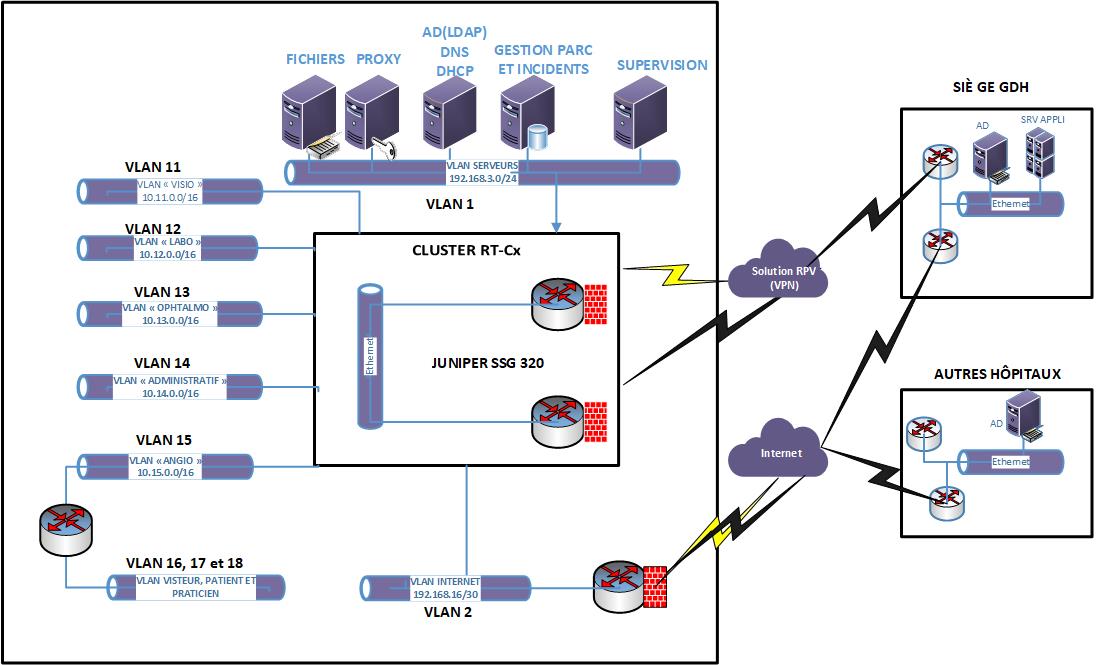 FICHIERS
PROXY
AD(LDAP)
DNS
DHCP
GESTION PARC
ET INCIDENTS
SUPERVISION
VLAN SERVEURS
192.168.3.0/24
VLAN 1
VLAN 11
VLAN « VISIO »
10.11.0.0/16
VLAN 12
VLAN « LABO »
10.12.0.0/16
VLAN 13
VLAN « OPHTALMO »
10.13.0.0/16
VLAN 14
VLAN « ADMINISTRATIF »
10.14.0.0/16
VLAN 15
VLAN «ANGIO »
10.15.0.0/16
VLAN 16, 17 et 18
VLAN VISTEUR, PATIENT ET
PRATICIEN
CLUSTER RT-Cx
Ethernet
JUNIPER SSG 320
VLAN INTERNET
192.168.16/30
VLAN 2
Solution RPV
(VPN)
Internet
SIÈ GE GDH
AD
SRV APPLI
Ethernet
AUTRES HÔPITAUX
AD
Ethernet